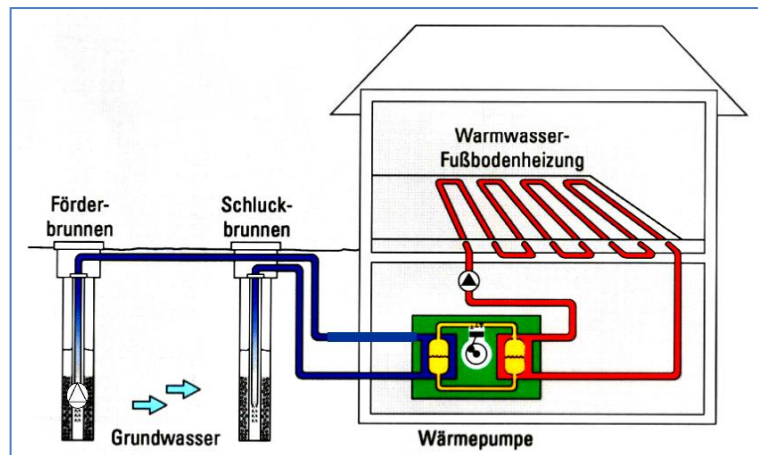 Warmwasser-
Fußbodenheizung
Förder-
brunnen
Schluck-
brunnen
Grundwasser
Wärmepumpe